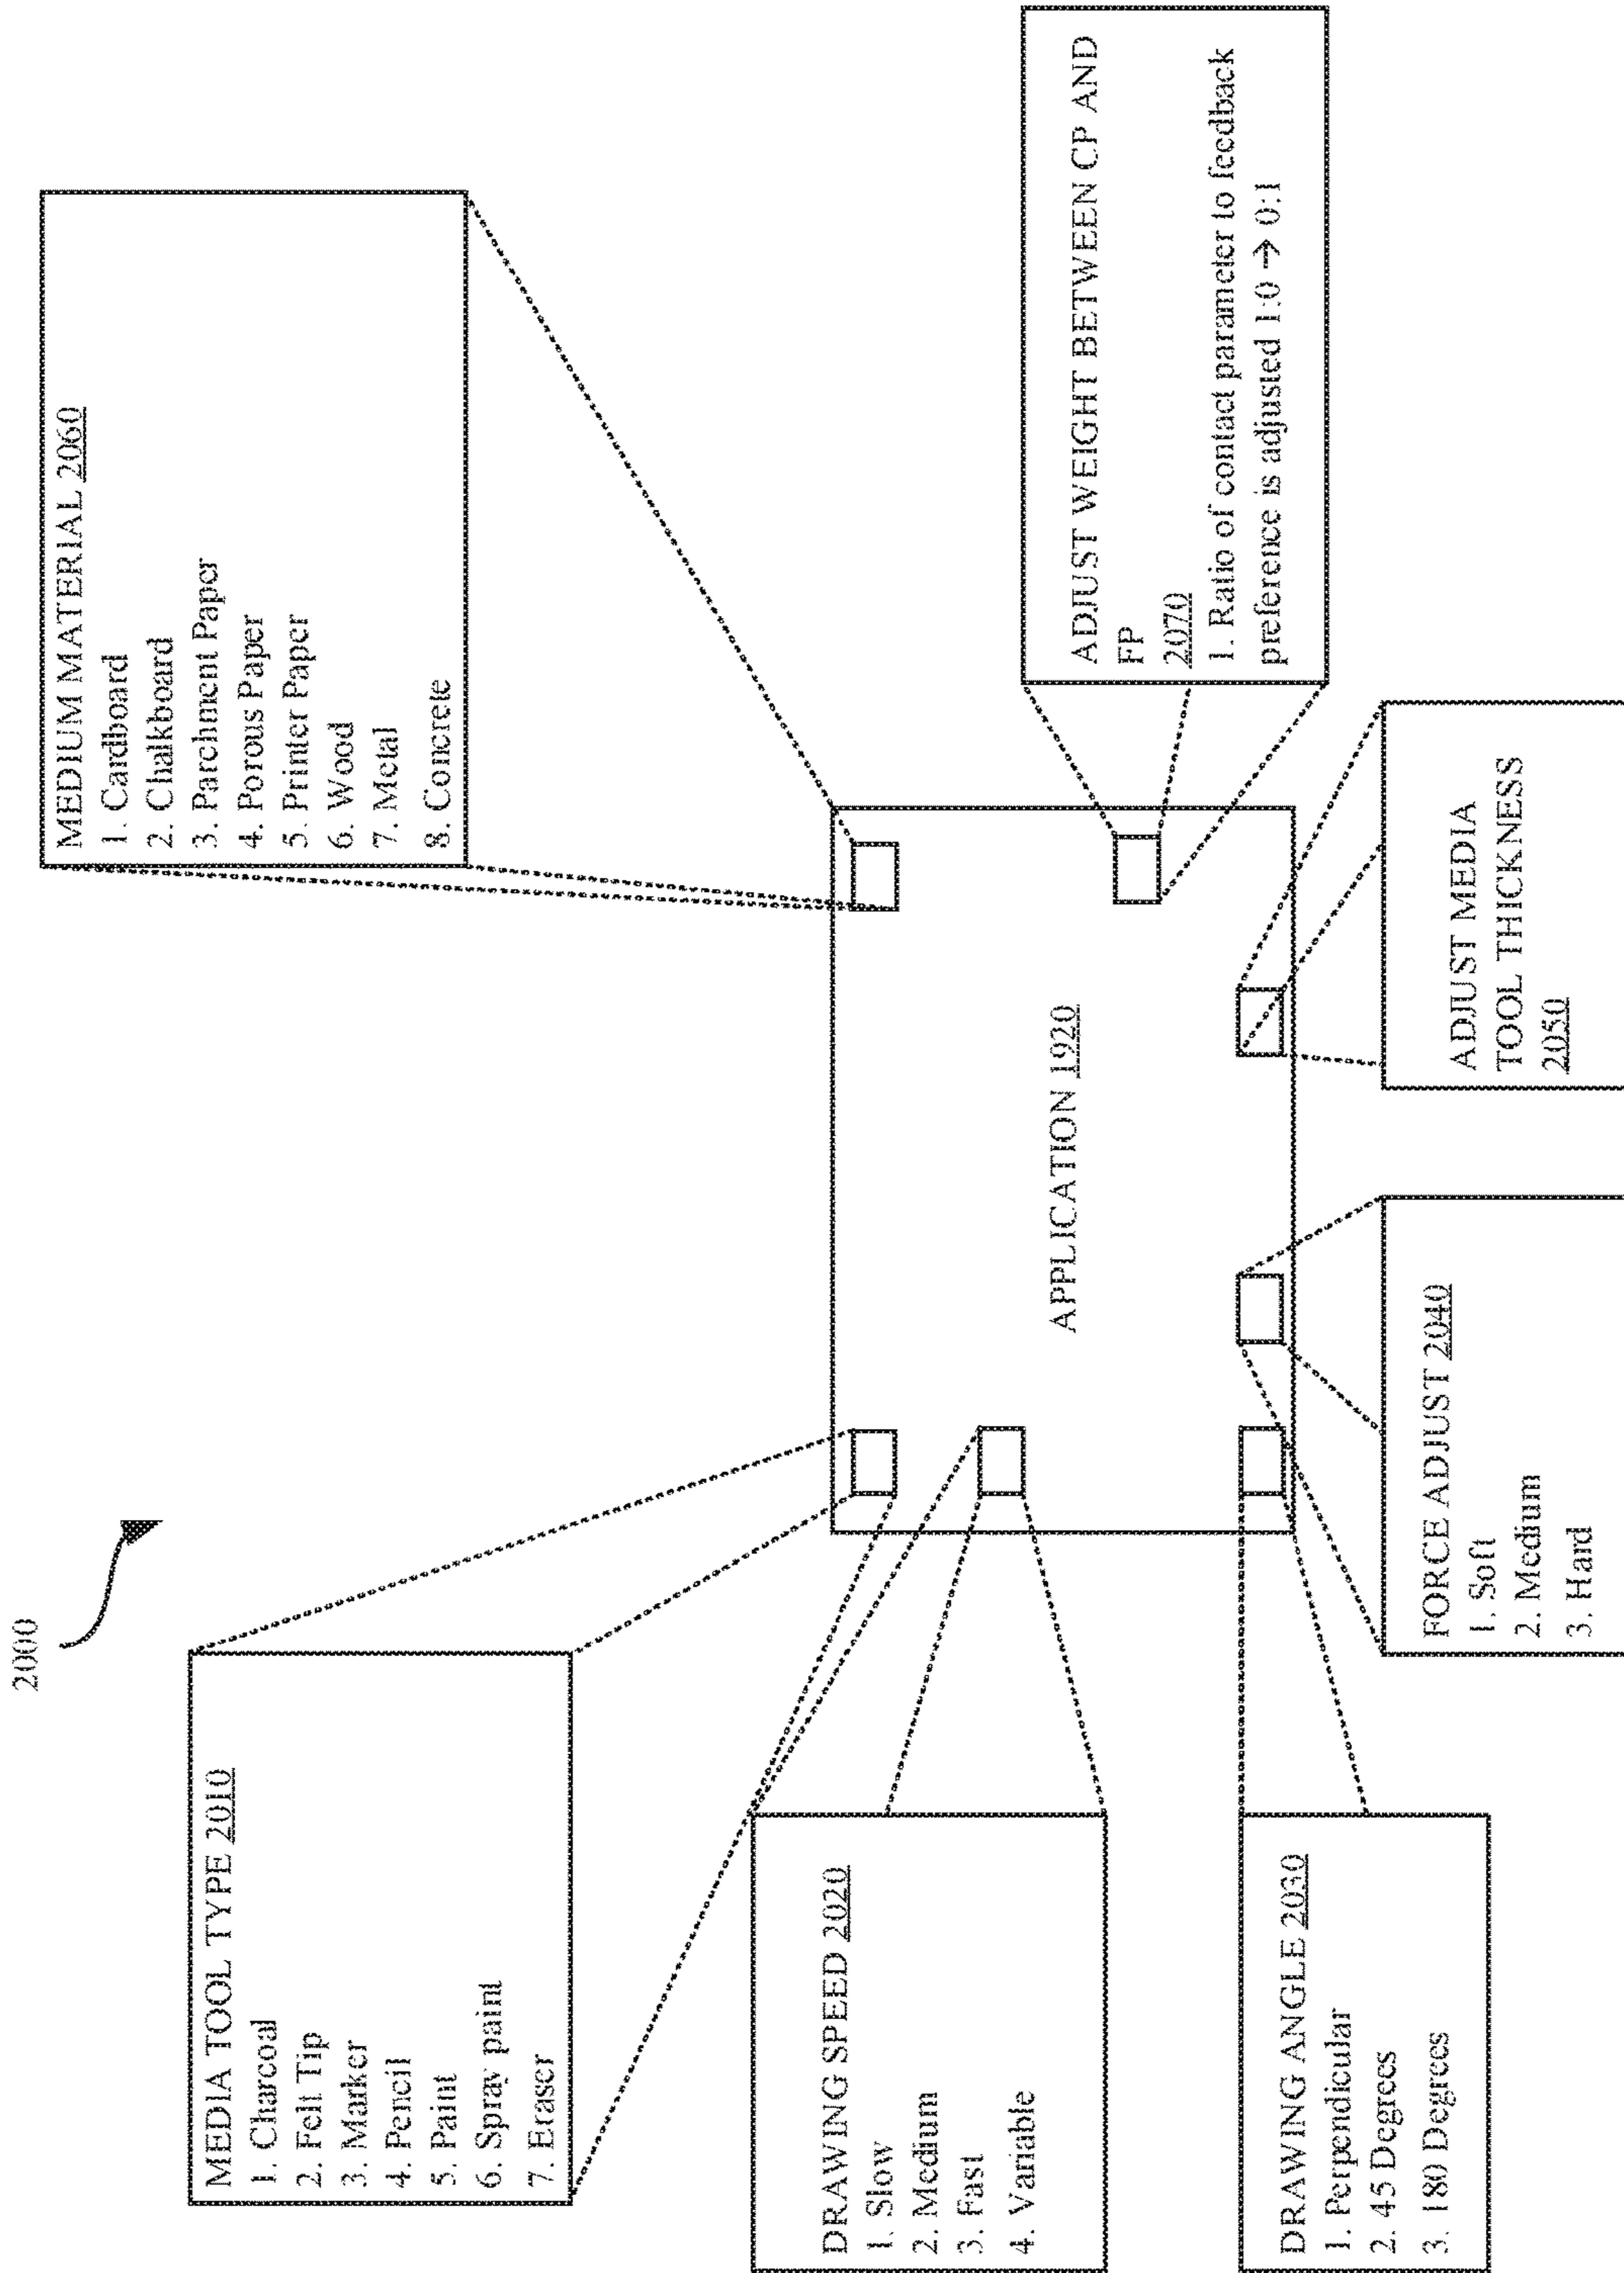 2000
MEDIA TOOL TYPE 2010
1. Charcoal
2. Felt Tip
3. Marker
4. Pencil
5. Paint
6. Spray paint
7. Eraser
DRAWING SPEED 2020
1. Slow
2. Medium
3. Fast
4. Variable
DRAWING ANGLE 2030
1. Perpendicular
2. 45 Degrees
3. 180 Degrees
FORCE ADJUST 2040
1. Soft
2. Medium
3. Hard
ADJUST MEDIA
TOOL THICKNESS
2050
APPLICATION 1920
MEDIUM MATERIAL 2060
1. Cardboard
2. Chalkboard
3. Parchment Paper
4. Porous Paper
5. Printer Paper
6. Wood
7. Metal
8. Concrete
ADJUST WEIGHT BETWEEN CP AND
FP
2070
1. Ratio of contact parameter to feedback
preference is adjusted 1:0 → 0:1